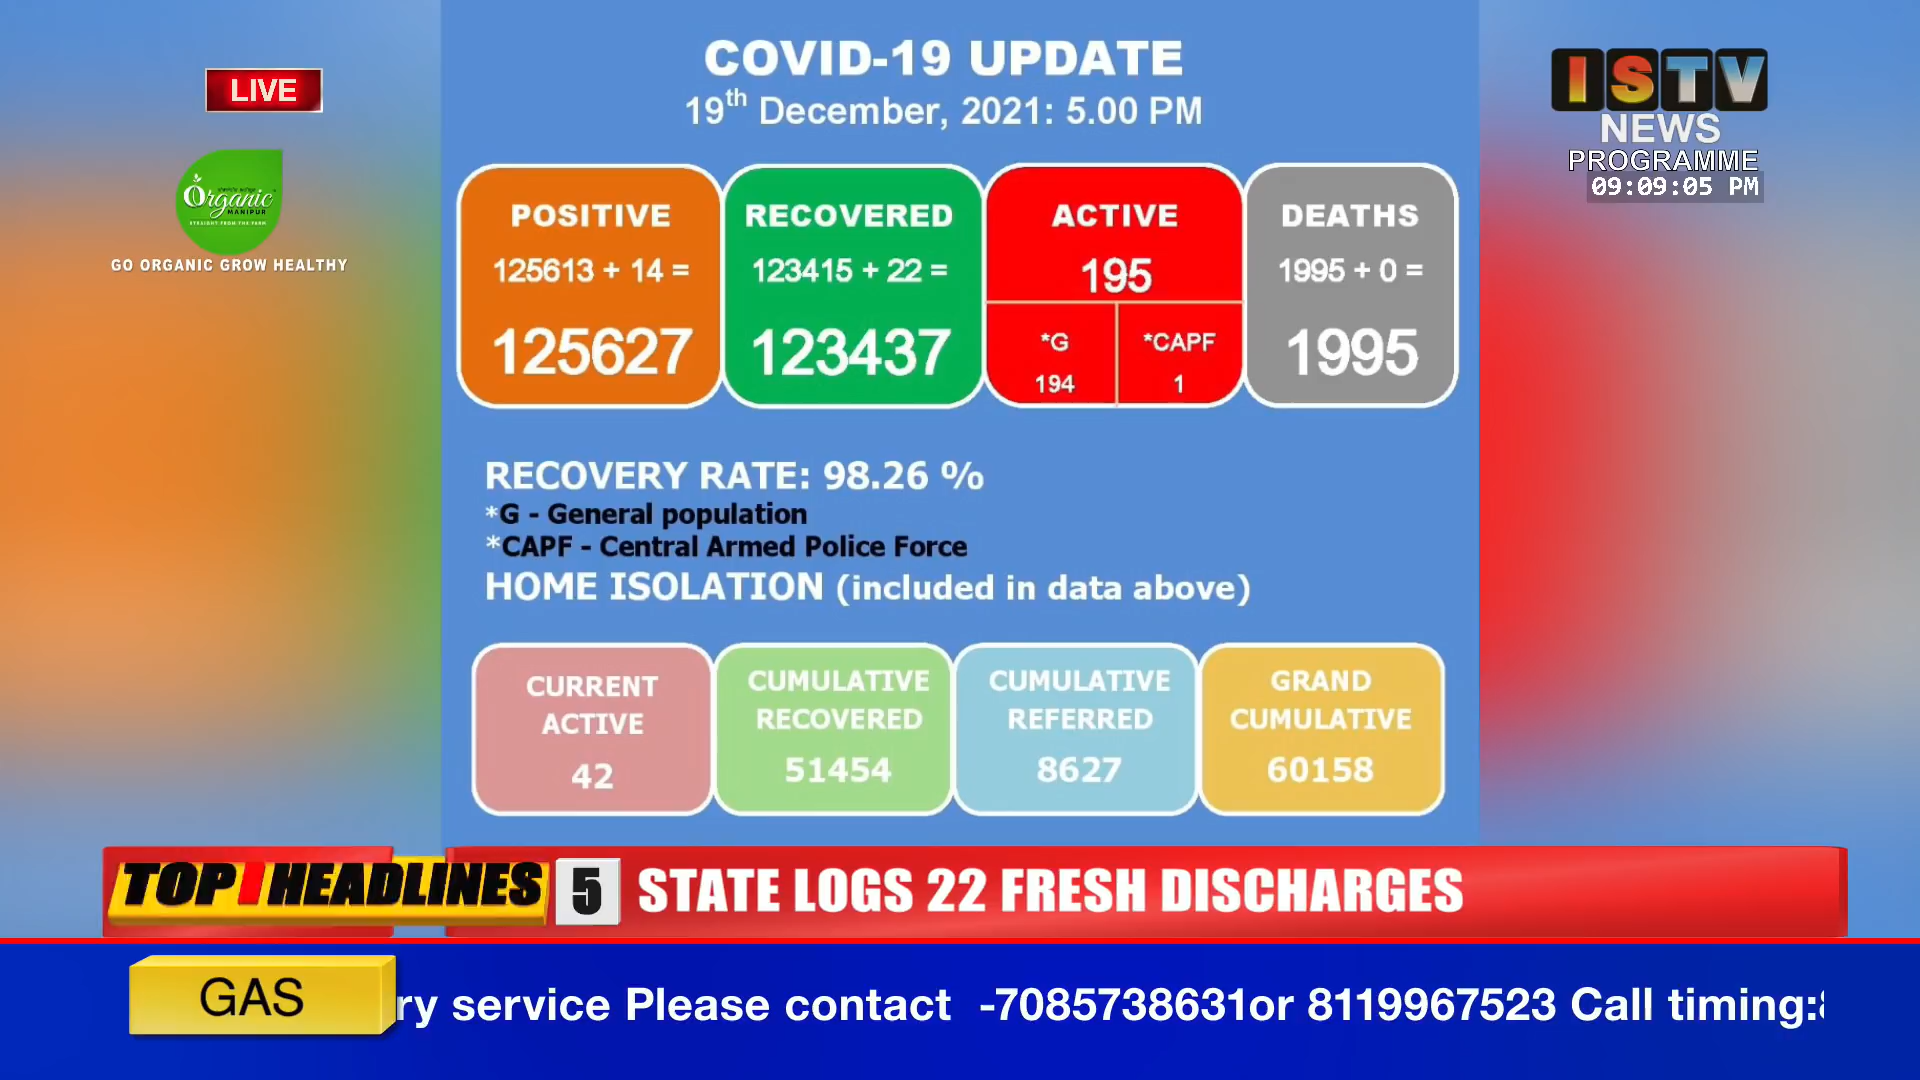 COVID-19 UPDATE
19th December, 2021: 5.00 PM
LIVE
Organic
MANIPUR
STRAIGHT FROM THE FARM
GO ORGANIC GROW HEALTHY
ISTV
NEWS
PROGRAMME
09:09:05 PM
POSITIVE
125613 + 14 =
125627
RECOVERED
123415 + 22 =
123437
ACTIVE
195
*G
194
*CAPF
1
DEATHS
1995 + 0 =
1995
RECOVERY RATE: 98.26 %
*G - General population
*CAPF - Central Armed Police Force
HOME ISOLATION (included in data above)
CURRENT
ACTIVE
42
CUMULATIVE
RECOVERED
51454
CUMULATIVE
REFERRED
8627
GRAND
CUMULATIVE
60158
TOP HEADLINES 5 STATE LOGS 22 FRESH DISCHARGES
GAS ry service Please contact -7085738631or 8119967523 Call timing: